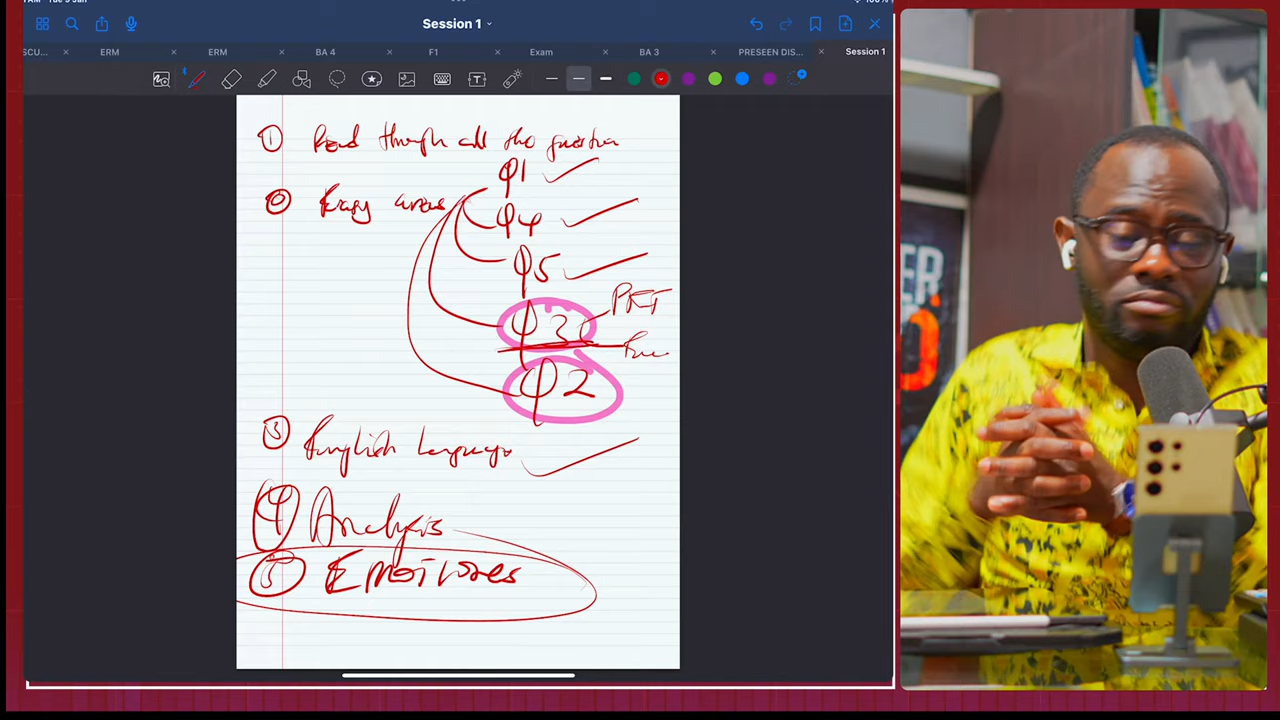 Session 1
ERM
ERM
BA 4
F1
Exam
BA 3
PRESEEN DIS...
Session 1
① Read through all the question
Q1
② Easy areas
Q4
Q5
Q3
Q2
③ English Language
④ Analysis
⑤ Emotions